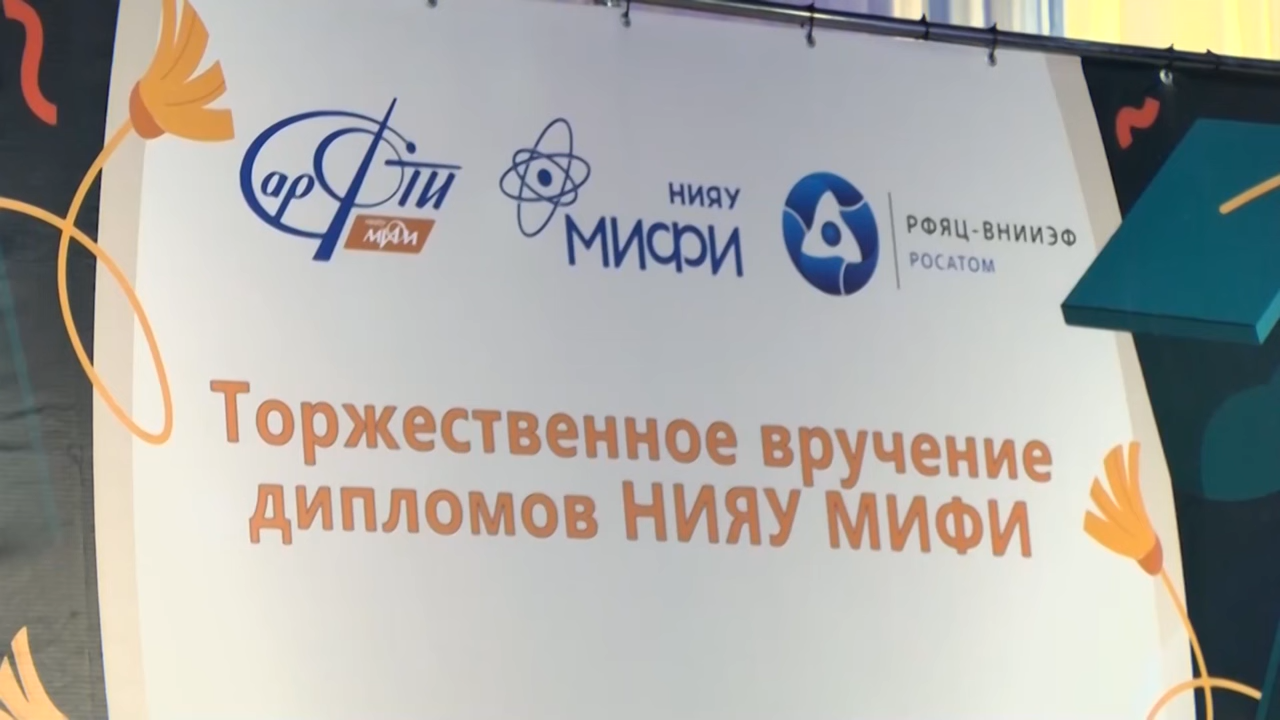 СарФТИ
МИФИ
НИЯУ
МИФИ
РФЯЦ-ВНИИЭФ
РОСАТОМ
Торжественное вручение
дипломов НИЯУ МИФИ